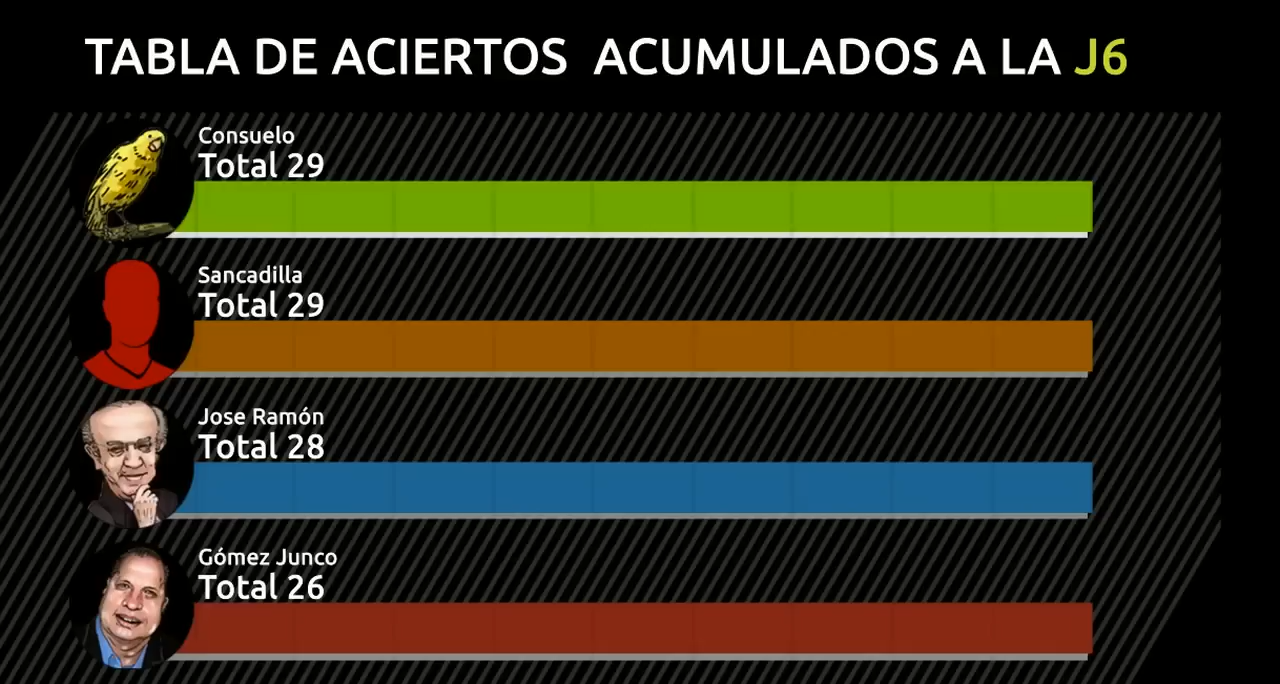 TABLA DE ACIERTOS ACUMULADOS A LA J6
Consuelo
Total 29
Sancadilla
Total 29
Jose Ramón
Total 28
Gómez Junco
Total 26